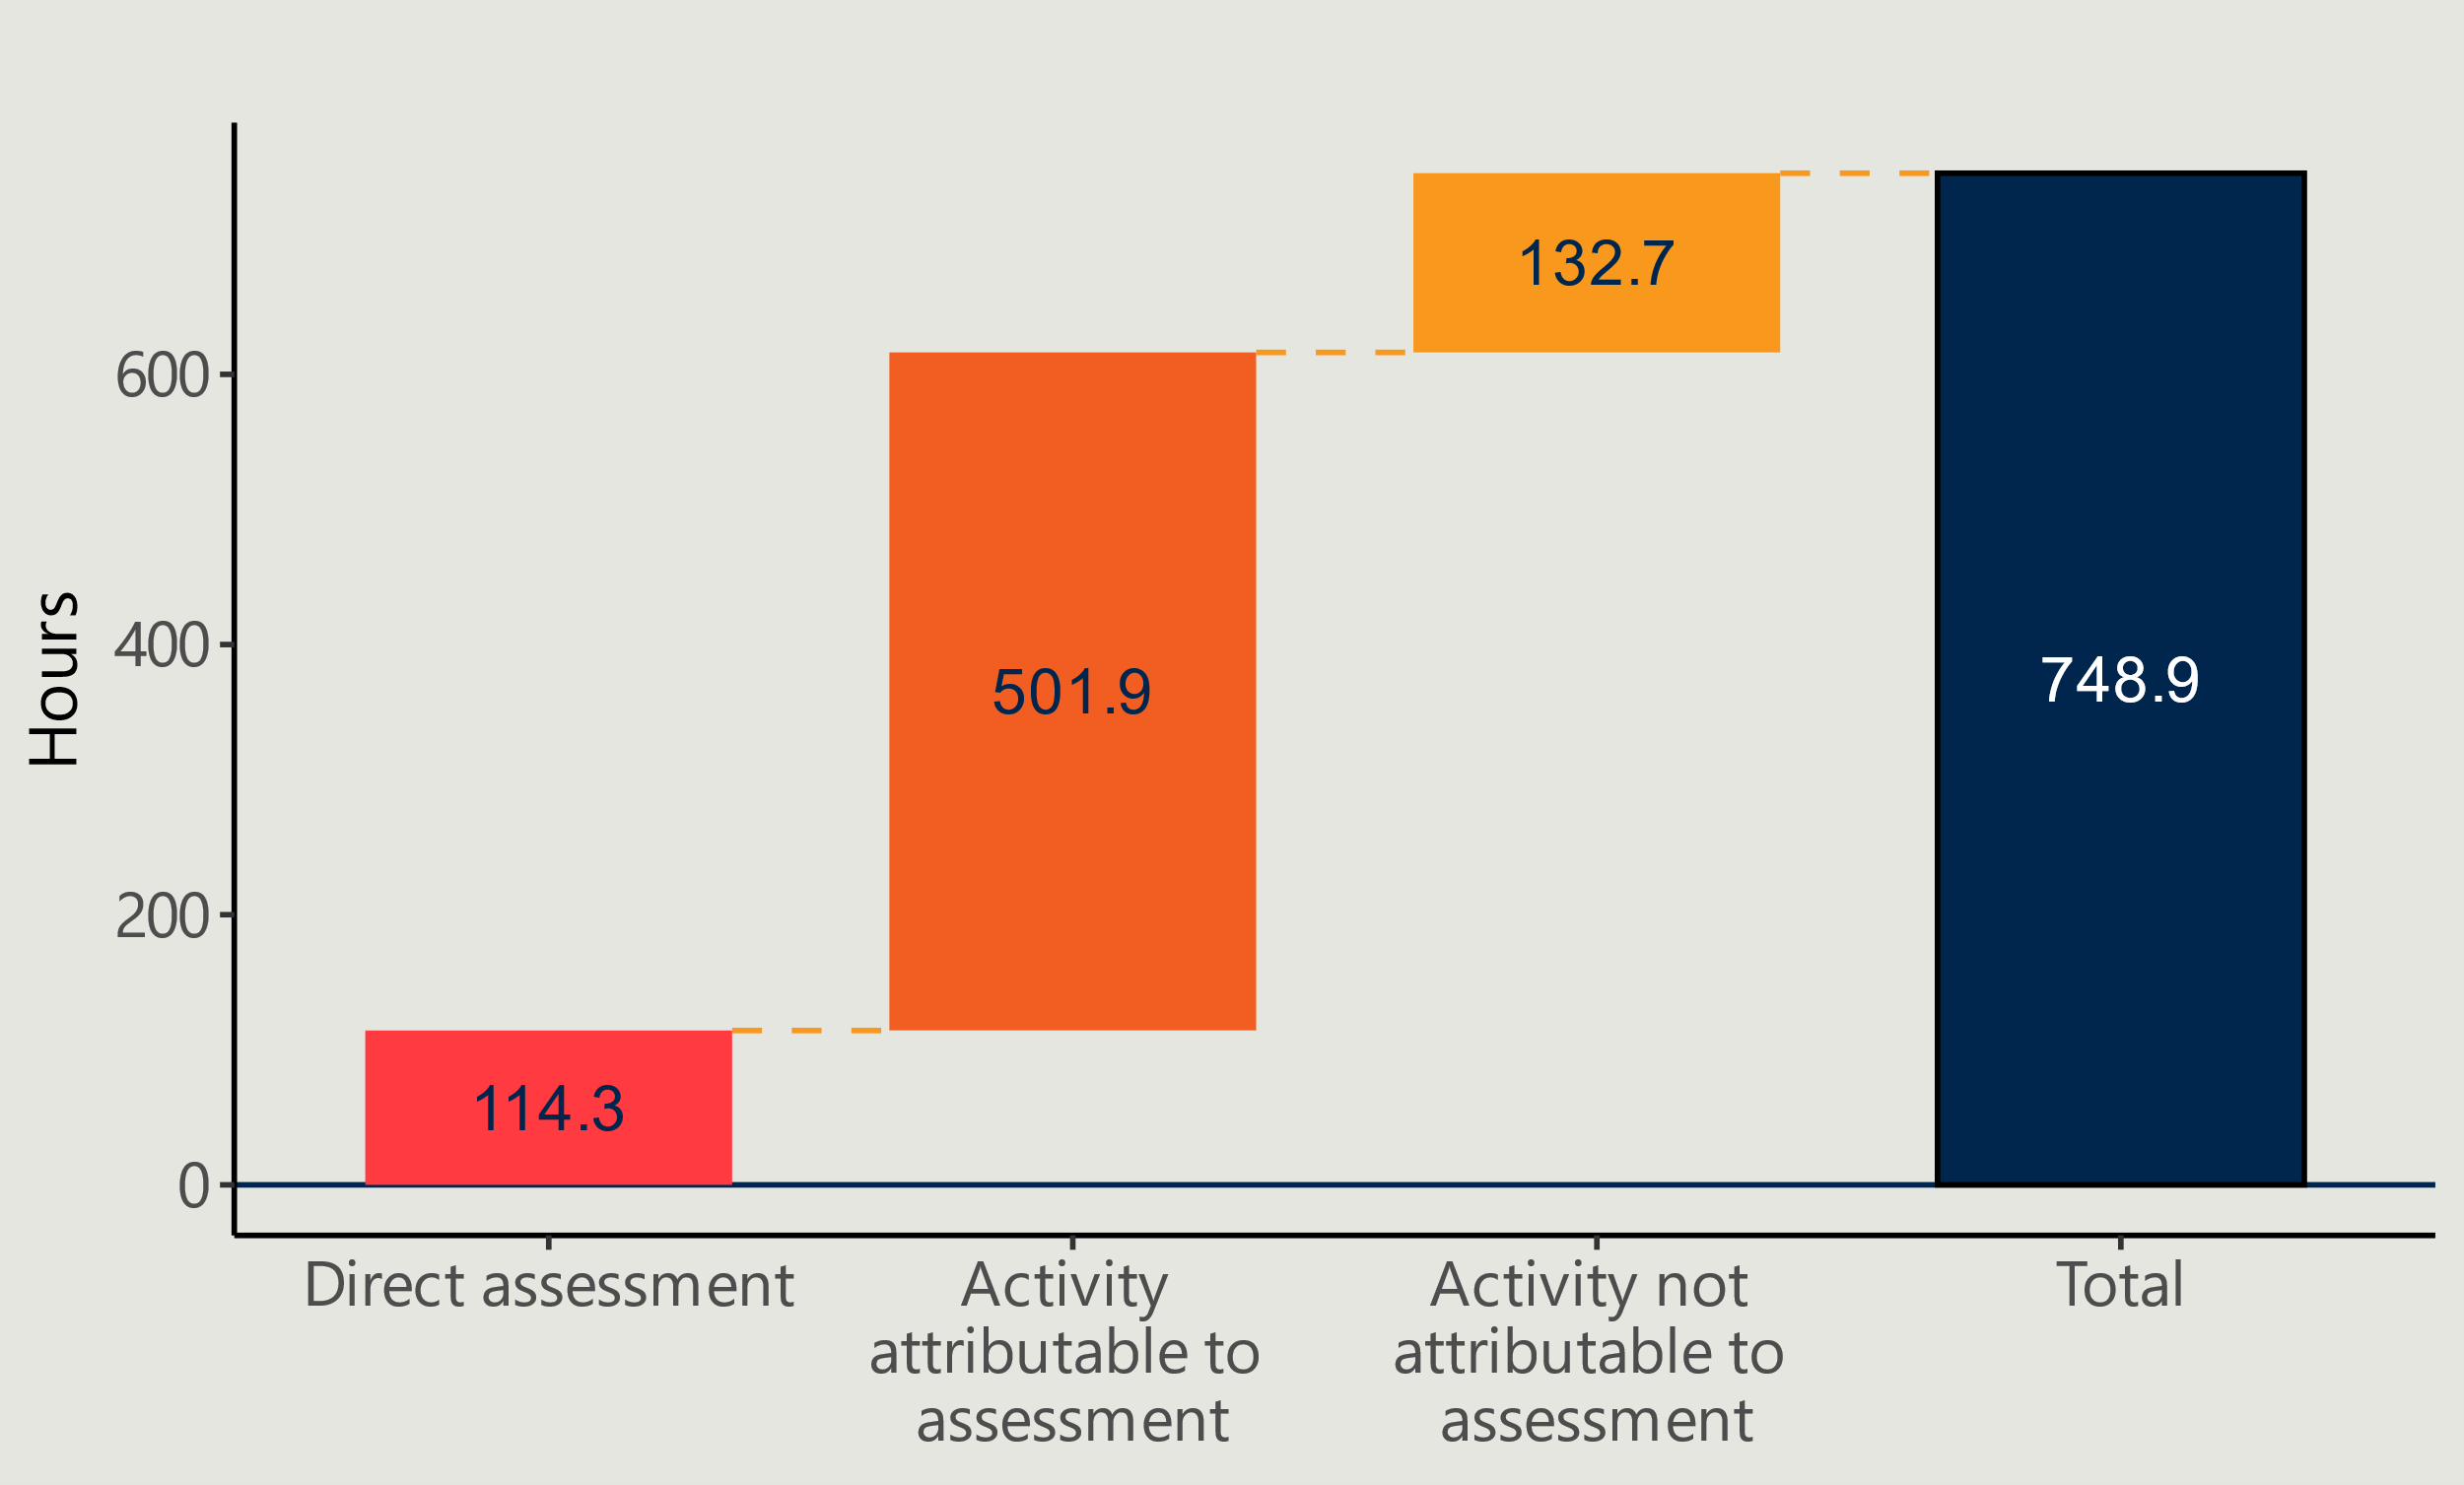 Hours
600
400
200
0
114.3
501.9
132.7
748.9
Direct assessment
Activity
attributable to
assessment
Activity not
attributable to
assessment
Total